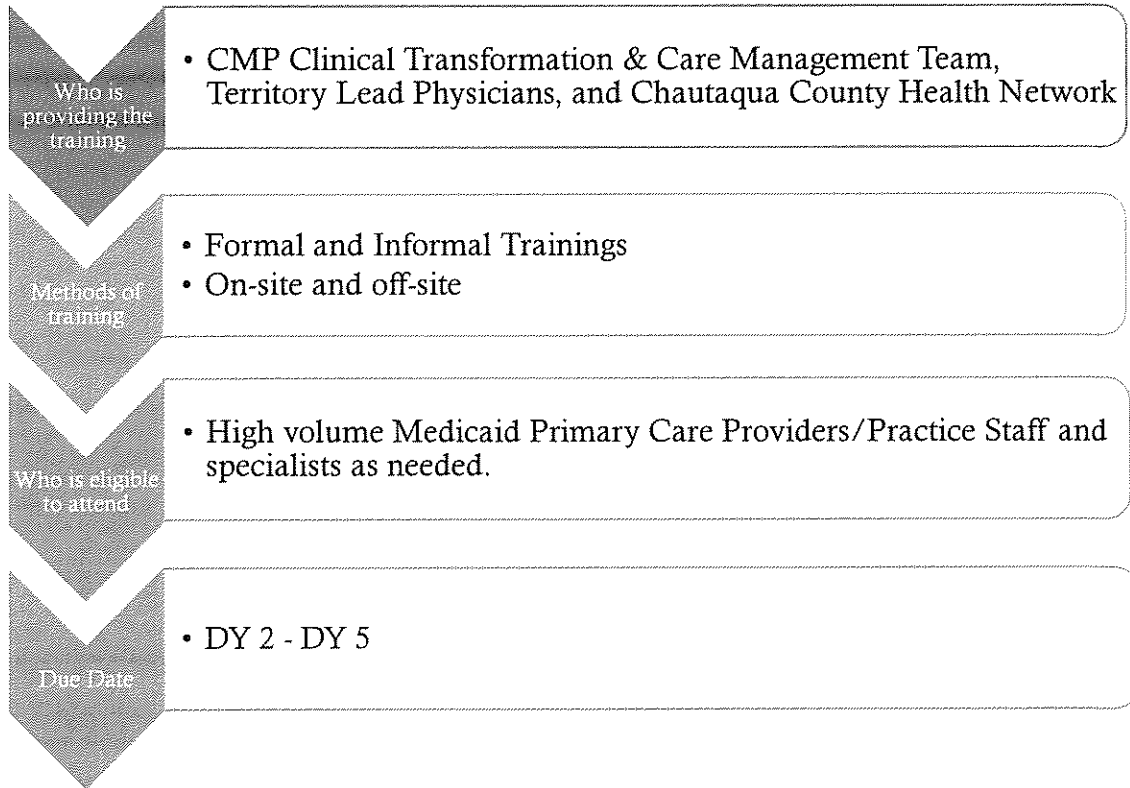 Who is
providing the
training
• CMP Clinical Transformation & Care Management Team,
Territory Lead Physicians, and Chautaqua County Health Network
Methods of
training
• Formal and Informal Trainings
• On-site and off-site
Who is eligible
to attend
• High volume Medicaid Primary Care Providers/Practice Staff and
specialists as needed.
Due Date
• DY 2 - DY 5